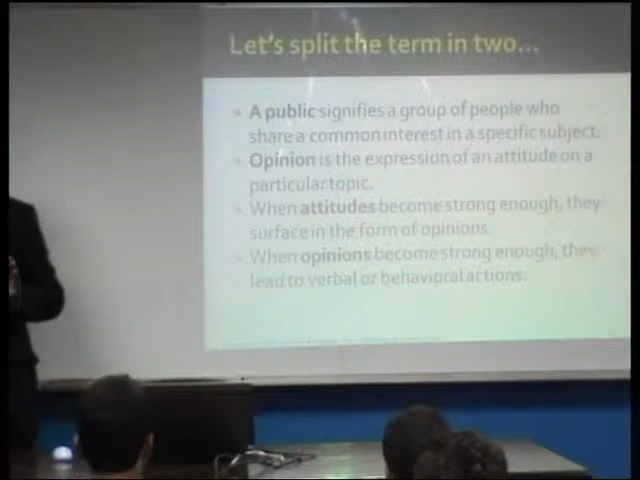 Let's split the term in two...
A public signifies a group of people who
share a common interest in a specific subject.
Opinion is the expression of an attitude on a
particular topic.
When attitudes become strong enough, they
surface in the form of opinions.
When opinions become strong enough, they
lead to verbal or behavioral actions.